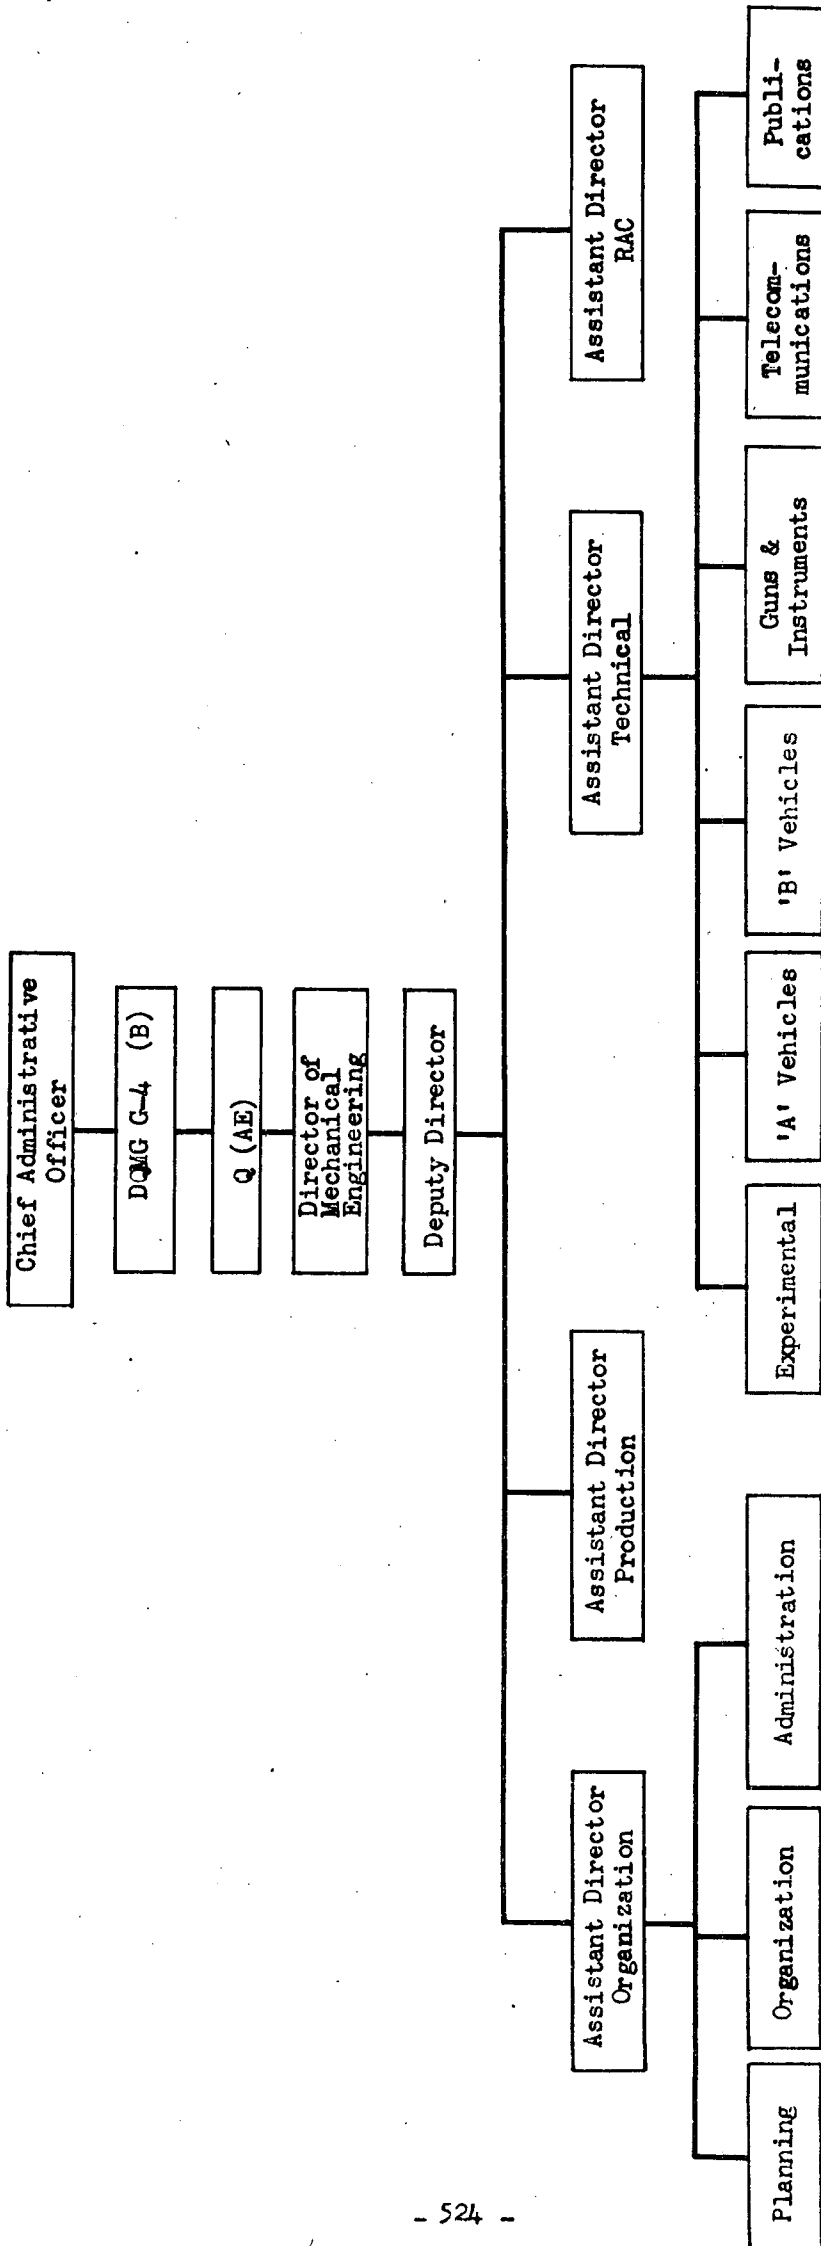 Chief Administrative
Officer
DQMG G-4 (B)
Q (AE)
Director of
Mechanical
Engineering
Deputy Director
Assistant Director
Organization
Assistant Director
Production
Assistant Director
Technical
Assistant Director
RAC
Planning
Organization
Administration
Experimental
'A' Vehicles
'B' Vehicles
Guns &
Instruments
Telecom-
munications
Publi-
cations
- 524 -